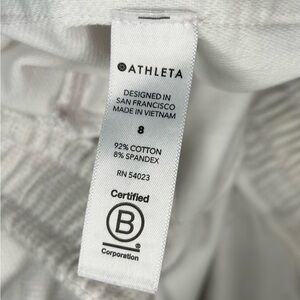 ATHLETA
DESIGNED IN
SAN FRANCISCO
MADE IN VIETNAM
8
92% COTTON
8% SPANDEX
RN 54023
Certified
B
Corporation